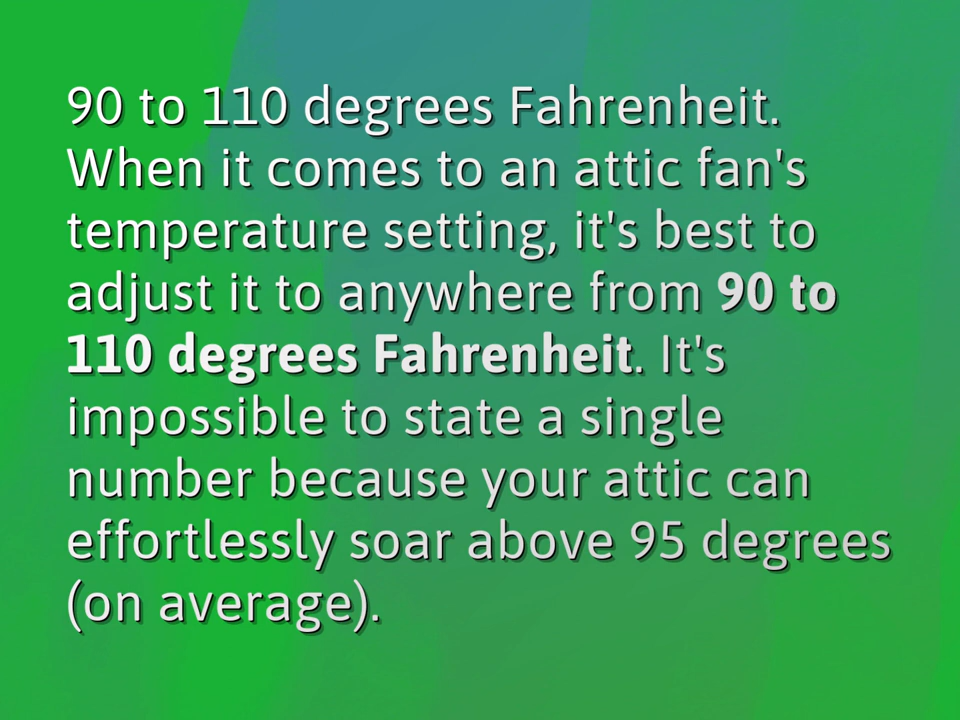 90 to 110 degrees Fahrenheit.
When it comes to an attic fan's
temperature setting, it's best to
adjust it to anywhere from 90 to
110 degrees Fahrenheit. It's
impossible to state a single
number because your attic can
effortlessly soar above 95 degrees
(on average).